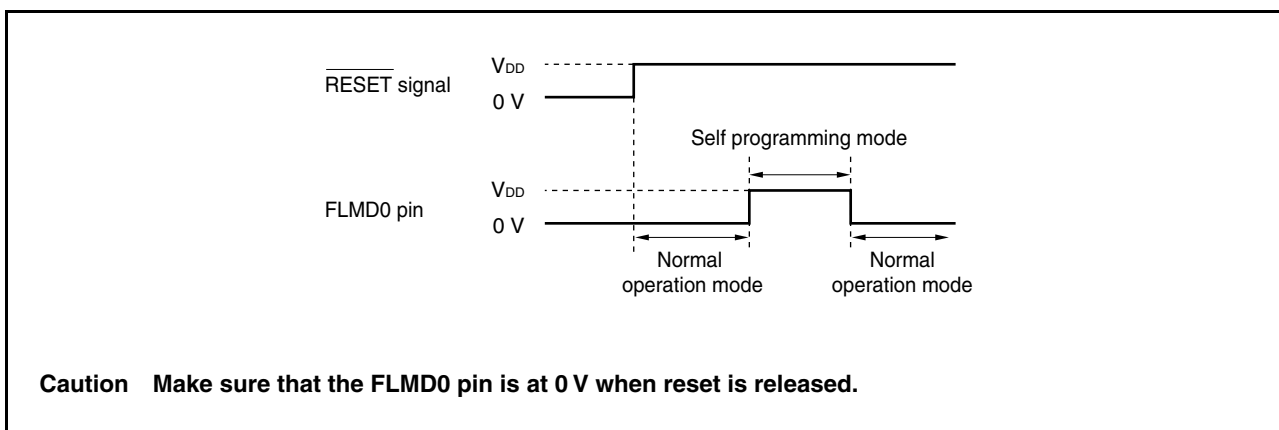 VDD
RESET signal
0 V
Self programming mode
VDD
FLMD0 pin
0 V
Normal operation mode
Normal operation mode
Caution Make sure that the FLMD0 pin is at 0 V when reset is released.